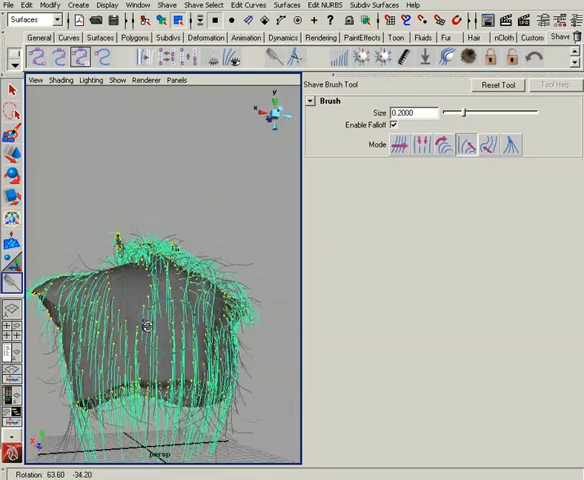 File Edit Modify Create Display Window Shave Shave Select Edit Curves Surfaces Edit NURBS Subdiv Surfaces Help
Surfaces
General Curves Surfaces Polygons Subdivs Deformation Animation Dynamics Rendering PaintEffects Toon Fluids Fur Hair nCloth Custom Shave
View Shading Lighting Show Renderer Panels
Shave Brush Tool
Reset Tool
Tool Help
Brush
Size 0.2000
Enable Falloff
Mode
y
x
persp
Rotation: 63.60 -34.20